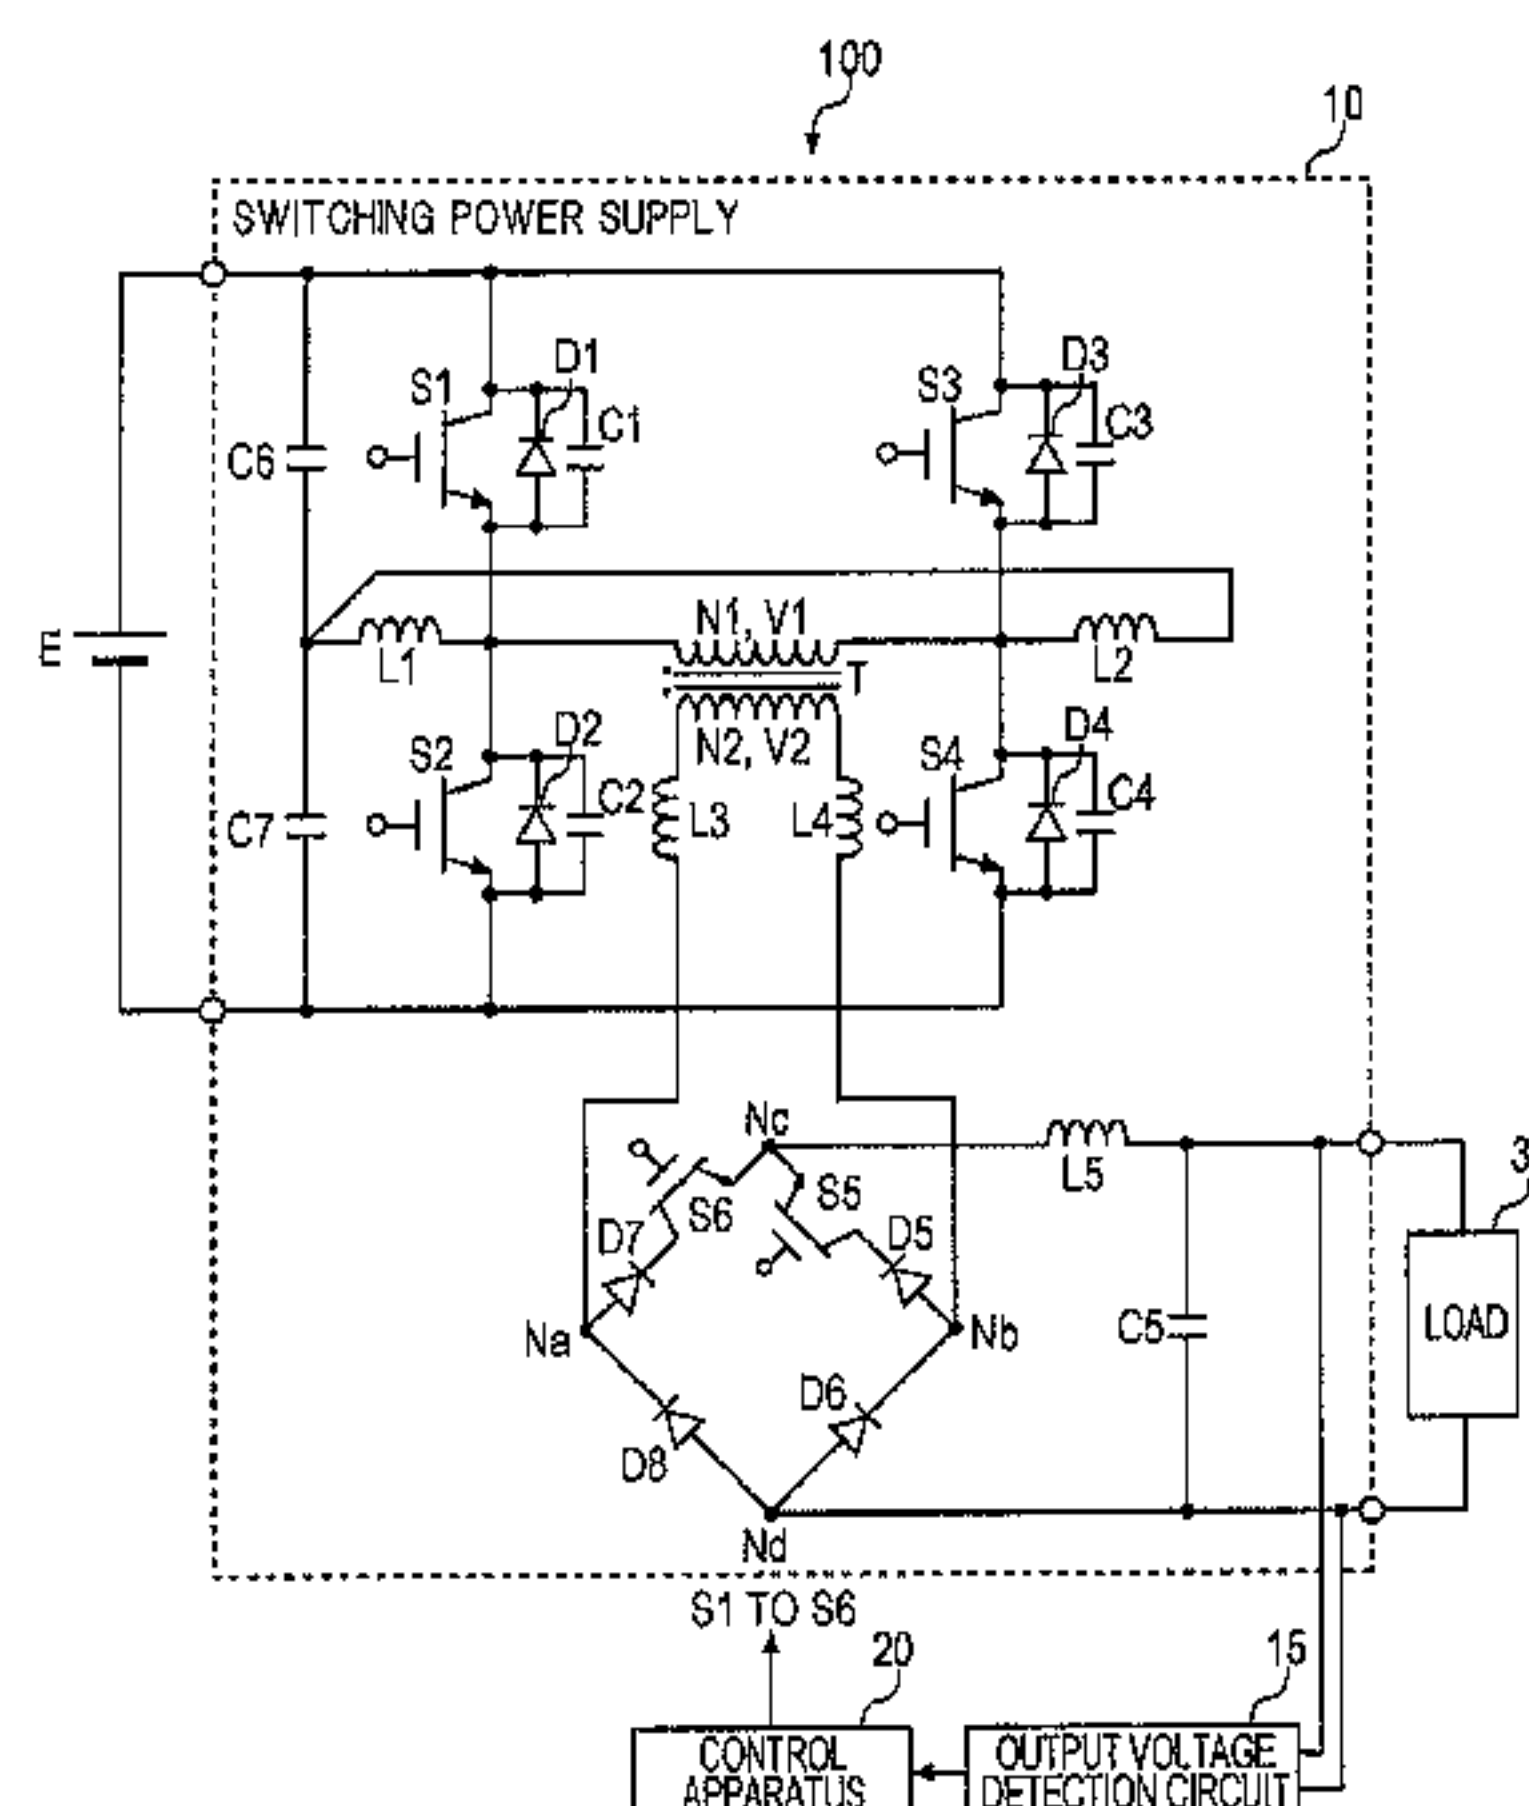 100
10
SWITCHING POWER SUPPLY
D1
D3
S1
S3
C1
C3
C6
N1, V1
E
L1
T
L2
D2
N2, V2
D4
S2
S4
C2
C4
C7
L3
L4
Nc
L5
S6
S5
D7
D5
Na
Nb
C5
LOAD
D6
D8
Nd
S1 TO S6
20
15
CONTROL
APPARATUS
OUTPUT VOLTAGE
DETECTION CIRCUIT